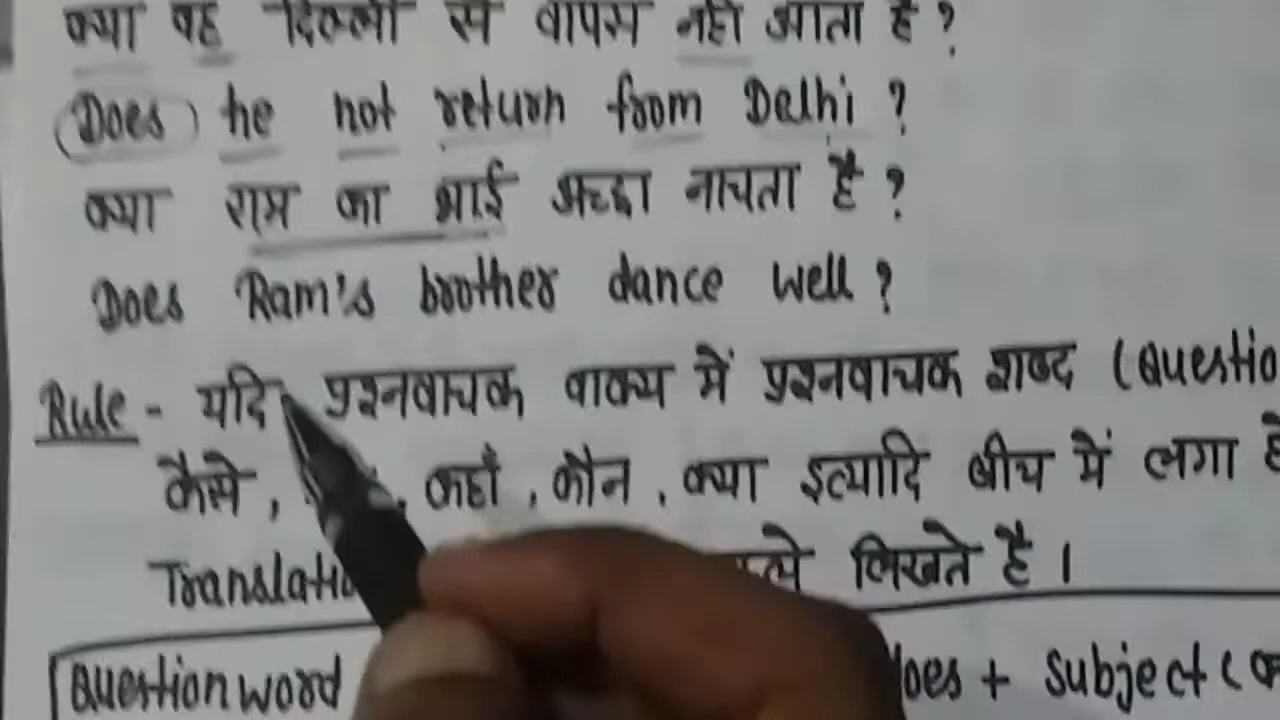 क्या वह दिल्ली से वापस नही आता है?
Does he not return from Delhi?
क्या राम का भाई अच्छा नाचता है?
Does Ram's brother dance well?
Rule - यदि प्रश्नवाचक वाक्य में प्रश्नवाचक शब्द (Questio
कैसे, कहाँ, कौन, क्या इत्यादि बीच में लगा है
Translatio लिखते है।
Question word oes + Subject (